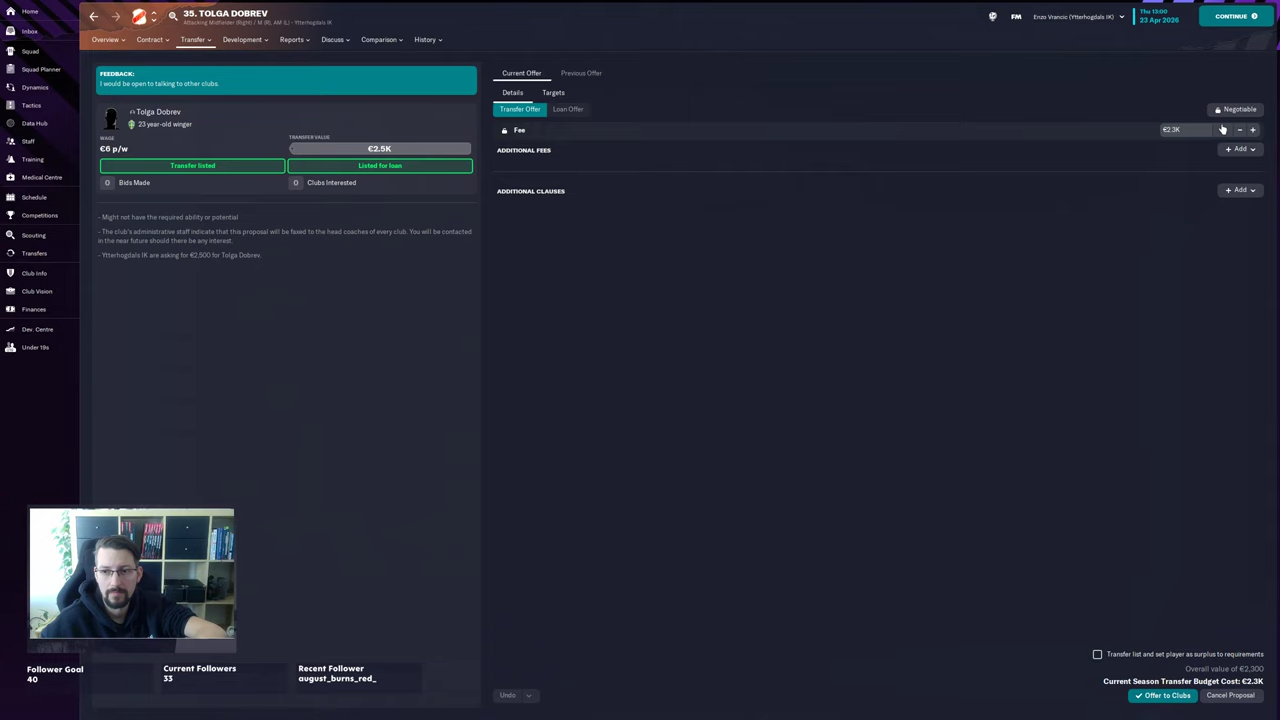 35. TOLGA DOBREV
Attacking Midfielder (Right) / M (R), AM (L) - Ytterhogdals IK
FM
Enzo Vrancic (Ytterhogdals IK)
Thu 13:00
23 Apr 2026
CONTINUE
Overview
Contract
Transfer
Development
Reports
Discuss
Comparison
History
Home
Inbox
Squad
Squad Planner
Dynamics
Tactics
Data Hub
Staff
Training
Medical Centre
Schedule
Competitions
Scouting
Transfers
Club Info
Club Vision
Finances
Dev. Centre
Under 19s
FEEDBACK:
I would be open to talking to other clubs.
Tolga Dobrev
23 year-old winger
WAGE
€6 p/w
TRANSFER VALUE
€2.5K
Transfer listed
Listed for loan
0 Bids Made
0 Clubs Interested
- Might not have the required ability or potential
- The club's administrative staff indicate that this proposal will be faxed to the head coaches of every club. You will be contacted
in the near future should there be any interest.
- Ytterhogdals IK are asking for €2,500 for Tolga Dobrev.
Current Offer
Previous Offer
Details
Targets
Transfer Offer
Loan Offer
Negotiable
Fee
€2.3K
ADDITIONAL FEES
+ Add
ADDITIONAL CLAUSES
+ Add
Transfer list and set player as surplus to requirements
Overall value of €2,300
Current Season Transfer Budget Cost: €2.3K
Undo
Offer to Clubs
Cancel Proposal
Follower Goal
40
Current Followers
33
Recent Follower
august_burns_red_